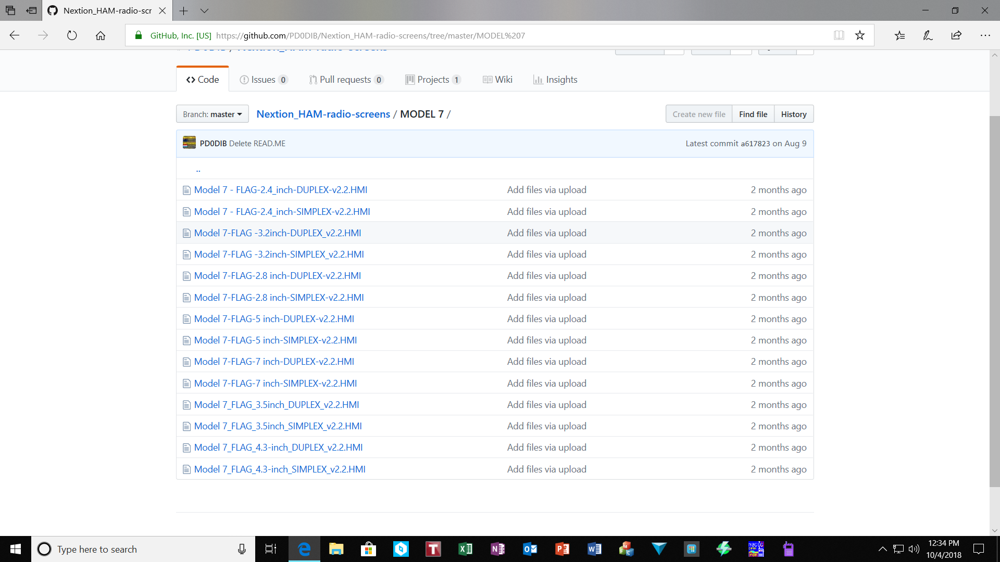 Nextion_HAM-radio-scr
GitHub, Inc. [US] https://github.com/PD0DIB/Nextion_HAM-radio-screens/tree/master/MODEL%207
Code Issues 0 Pull requests 0 Projects 1 Wiki Insights
Branch: master Nextion_HAM-radio-screens / MODEL 7 / Create new file Find file History
PD0DIB Delete READ.ME Latest commit a617823 on Aug 9
..
Model 7 - FLAG-2.4_inch-DUPLEX-v2.2.HMI Add files via upload 2 months ago
Model 7 - FLAG-2.4_inch-SIMPLEX-v2.2.HMI Add files via upload 2 months ago
Model 7-FLAG -3.2inch-DUPLEX_v2.2.HMI Add files via upload 2 months ago
Model 7-FLAG -3.2inch-SIMPLEX_v2.2.HMI Add files via upload 2 months ago
Model 7-FLAG-2.8 inch-DUPLEX-v2.2.HMI Add files via upload 2 months ago
Model 7-FLAG-2.8 inch-SIMPLEX-v2.2.HMI Add files via upload 2 months ago
Model 7-FLAG-5 inch-DUPLEX-v2.2.HMI Add files via upload 2 months ago
Model 7-FLAG-5 inch-SIMPLEX-v2.2.HMI Add files via upload 2 months ago
Model 7-FLAG-7 inch-DUPLEX-v2.2.HMI Add files via upload 2 months ago
Model 7-FLAG-7 inch-SIMPLEX-v2.2.HMI Add files via upload 2 months ago
Model 7_FLAG_3.5inch_DUPLEX_v2.2.HMI Add files via upload 2 months ago
Model 7_FLAG_3.5inch_SIMPLEX_v2.2.HMI Add files via upload 2 months ago
Model 7_FLAG_4.3-inch_DUPLEX_v2.2.HMI Add files via upload 2 months ago
Model 7_FLAG_4.3-inch_SIMPLEX_v2.2.HMI Add files via upload 2 months ago
Type here to search
12:34 PM
10/4/2018